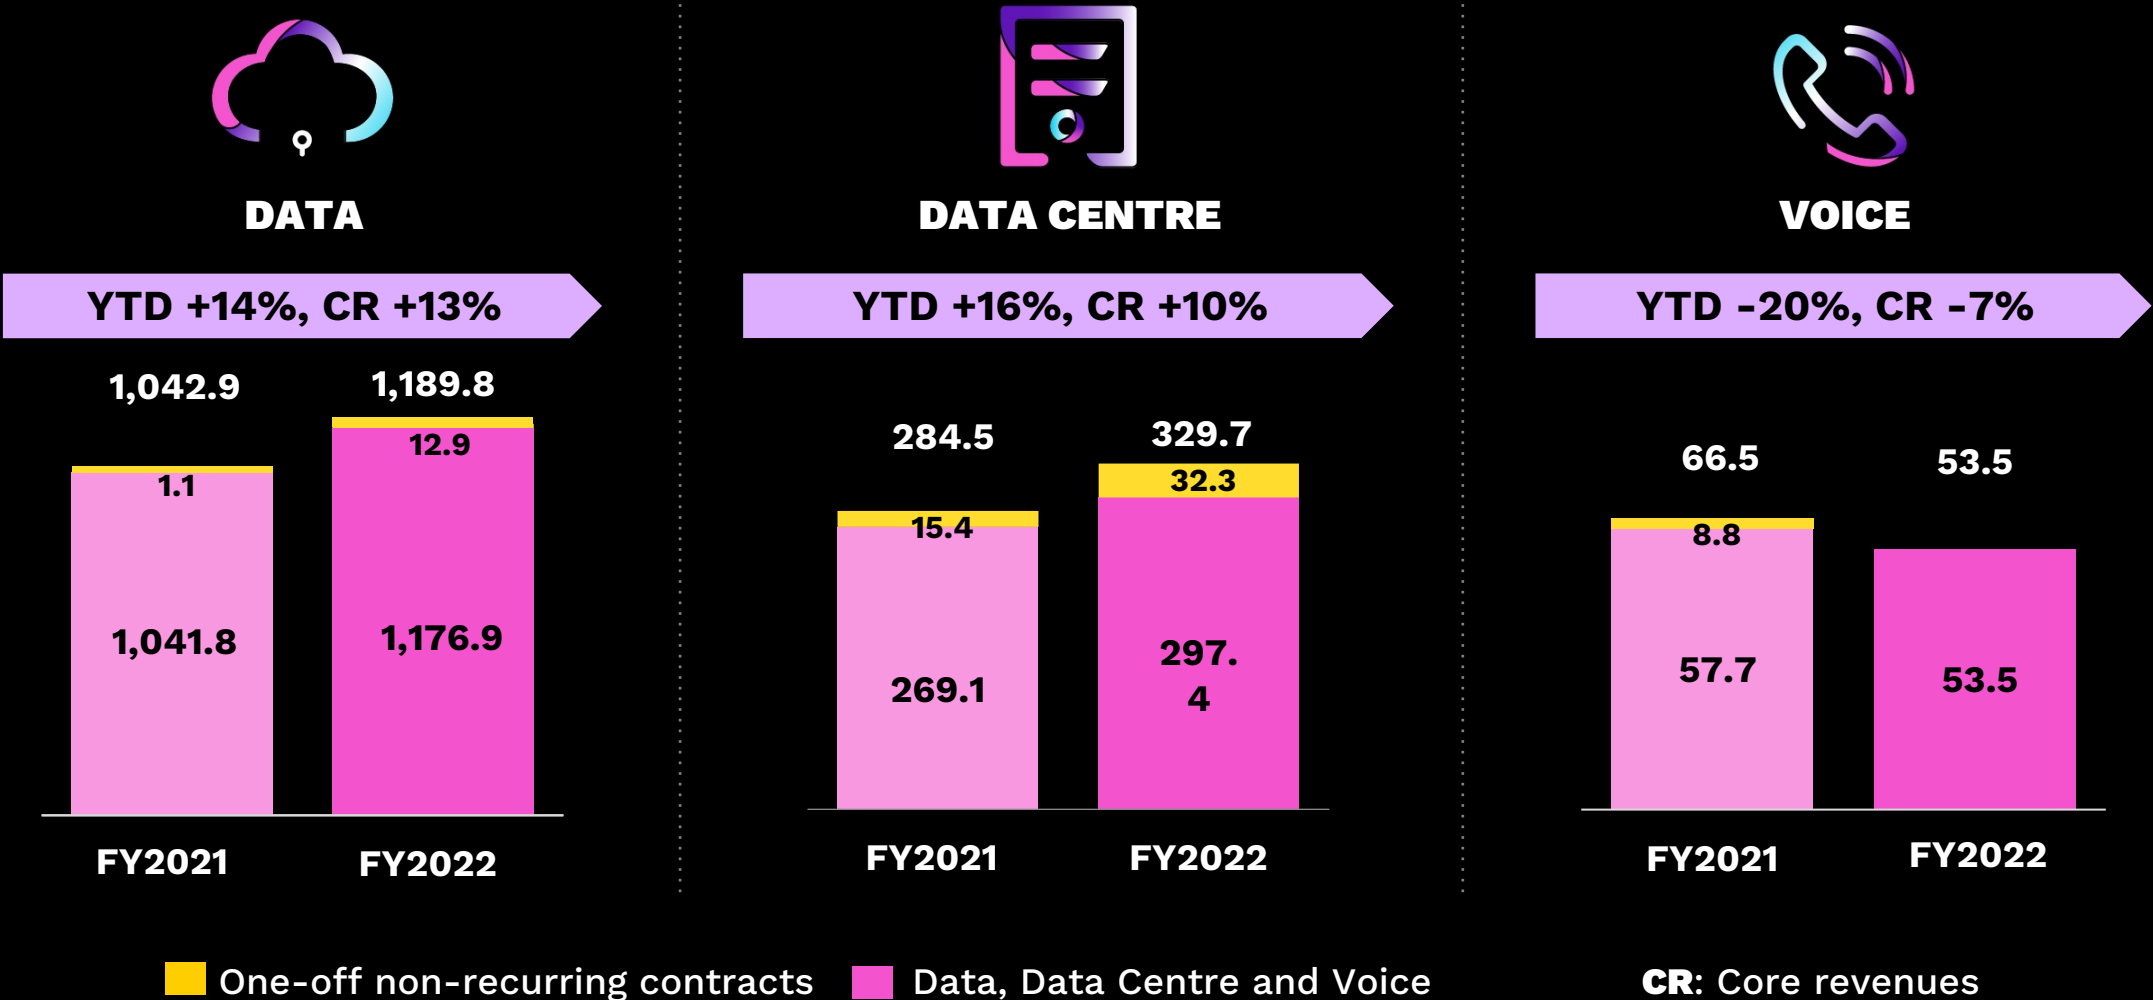 DATA
YTD +14%, CR +13%
1,042.9
1,189.8
12.9
1.1
1,041.8
1,176.9
FY2021
FY2022
DATA CENTRE
YTD +16%, CR +10%
284.5
329.7
32.3
15.4
269.1
297.
4
FY2021
FY2022
VOICE
YTD -20%, CR -7%
66.5
53.5
8.8
57.7
53.5
FY2021
FY2022
One-off non-recurring contracts
Data, Data Centre and Voice
CR: Core revenues